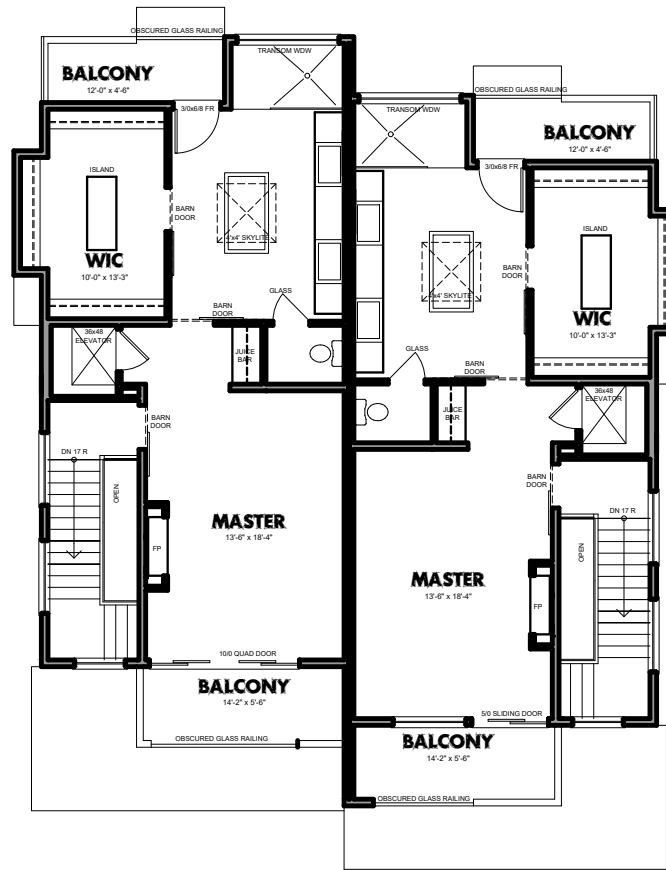 OBSCURED GLASS RAILING
BALCONY
12'-0" x 4'-6"
TRANSOM WDW
3/0x6/8 FR
ISLAND
WIC
10'-0" x 13'-3"
BARN
DOOR
4'x4' SKYLITE
GLASS
BARN
DOOR
36x48
ELEVATOR
JUICE
BAR
BARN
DOOR
DN 17 R
OPEN
FP
MASTER
13'-6" x 18'-4"
10/0 QUAD DOOR
BALCONY
14'-2" x 5'-6"
OBSCURED GLASS RAILING
OBSCURED GLASS RAILING
TRANSOM WDW
BALCONY
12'-0" x 4'-6"
3/0x6/8 FR
ISLAND
WIC
10'-0" x 13'-3"
BARN
DOOR
4'x4' SKYLITE
GLASS
BARN
DOOR
36x48
ELEVATOR
JUICE
BAR
BARN
DOOR
DN 17 R
OPEN
FP
MASTER
13'-6" x 18'-4"
5/0 SLIDING DOOR
BALCONY
14'-2" x 5'-6"
OBSCURED GLASS RAILING